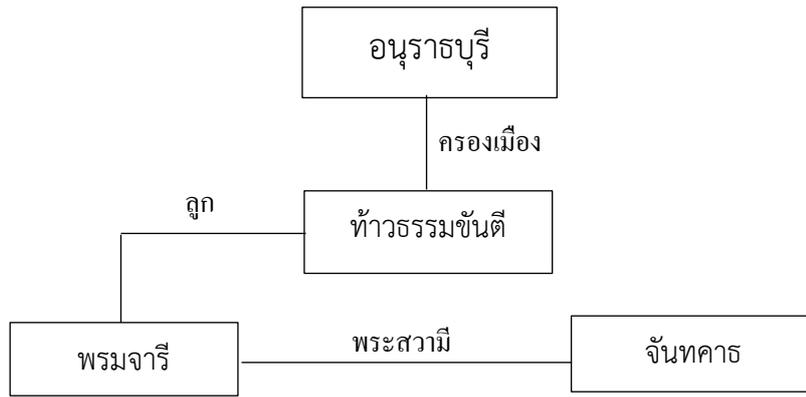 อนุราธบุรี
ครองเมือง
ลูก
ท้าวธรรมขันตี
พรมจารี
พระสวามี
จันทคาธ